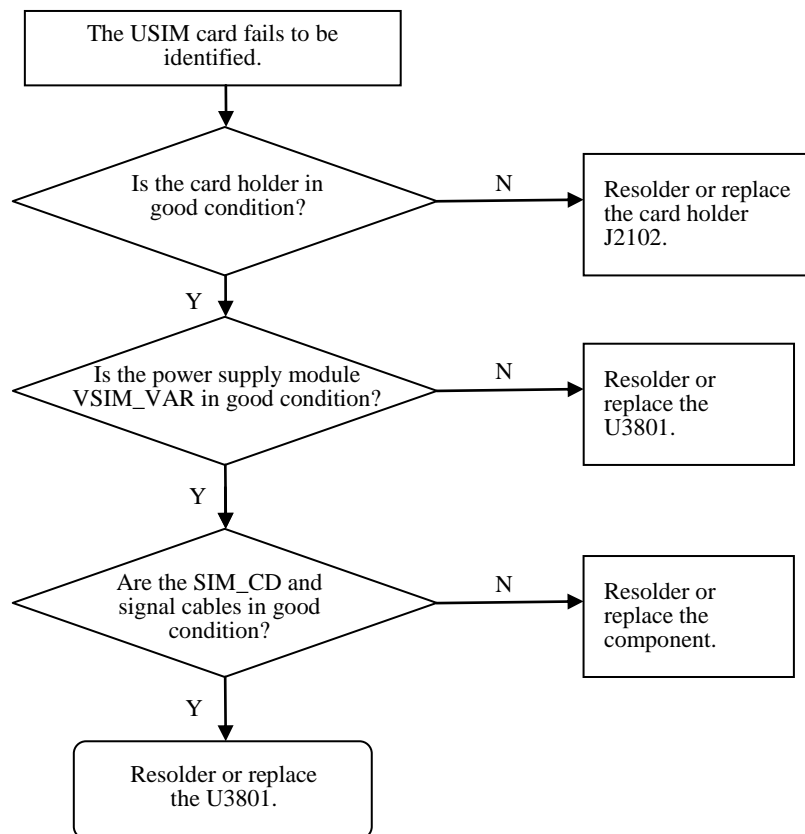 The USIM card fails to be
identified.
Is the card holder in
good condition?
N
Resolder or replace
the card holder
J2102.
Y
Is the power supply module
VSIM_VAR in good condition?
N
Resolder or
replace the
U3801.
Y
Are the SIM_CD and
signal cables in good
condition?
N
Resolder or
replace the
component.
Y
Resolder or replace
the U3801.